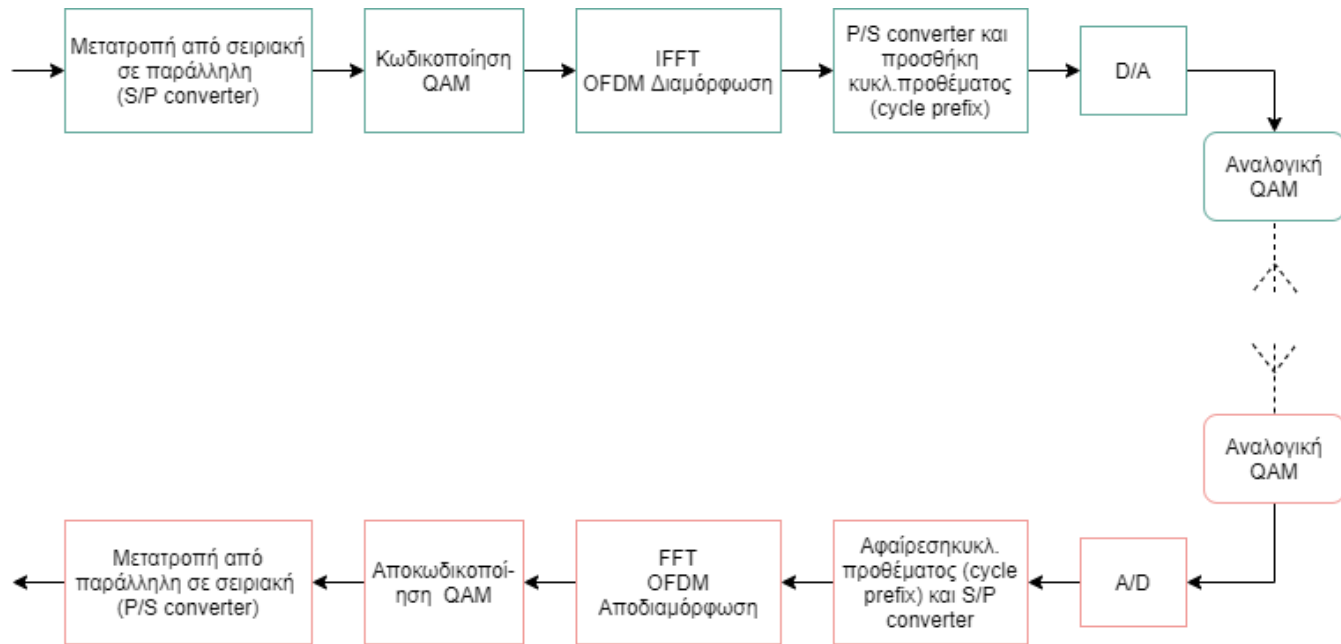 Μετατροπή από σειριακή
σε παράλληλη
(S/P converter)
Κωδικοποίηση
QAM
IFFT
OFDM Διαμόρφωση
P/S converter και
προσθήκη
κυκλ.προθέματος
(cycle prefix)
D/A
Αναλογική
QAM
Αναλογική
QAM
A/D
Αφαίρεσηκυκλ.
προθέματος (cycle
prefix) και S/P
converter
FFT
OFDM
Αποδιαμόρφωση
Αποκωδικοποί-
ηση QAM
Μετατροπή από
παράλληλη σε σειριακή
(P/S converter)